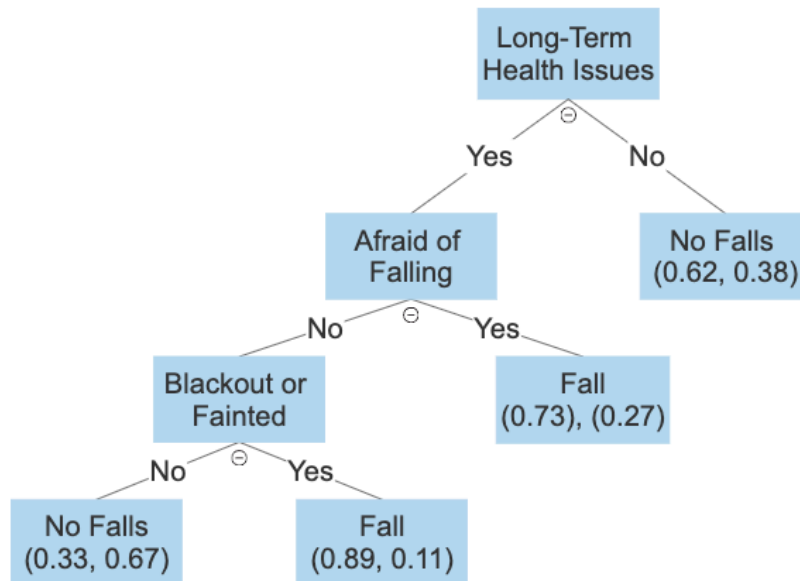 Long-Term
Health Issues
Yes
No
Afraid of
Falling
No Falls
(0.62, 0.38)
No
Yes
Blackout or
Fainted
Fall
(0.73), (0.27)
No
Yes
No Falls
(0.33, 0.67)
Fall
(0.89, 0.11)